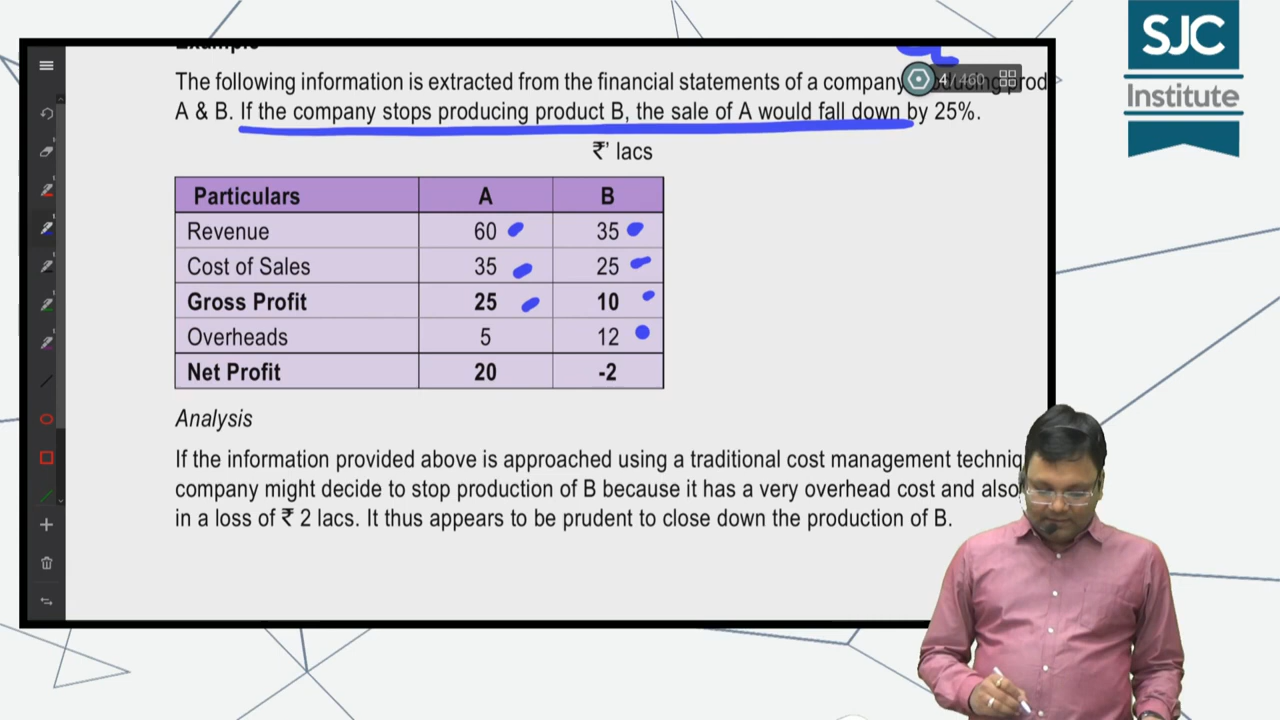 SJC
Institute
4 / 460
The following information is extracted from the financial statements of a company
A & B. If the company stops producing product B, the sale of A would fall down by 25%.
₹' lacs
Particulars A B
Revenue 60 35
Cost of Sales 35 25
Gross Profit 25 10
Overheads 5 12
Net Profit 20 -2
Analysis
If the information provided above is approached using a traditional cost management techniq
company might decide to stop production of B because it has a very overhead cost and also
in a loss of ₹ 2 lacs. It thus appears to be prudent to close down the production of B.